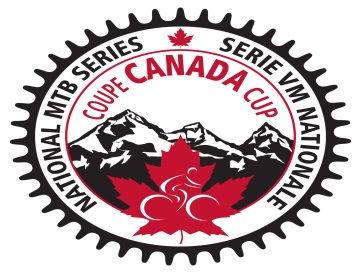 NATIONAL MTB SERIES
SERIE VM NATIONALE
COUPE CANADA CUP